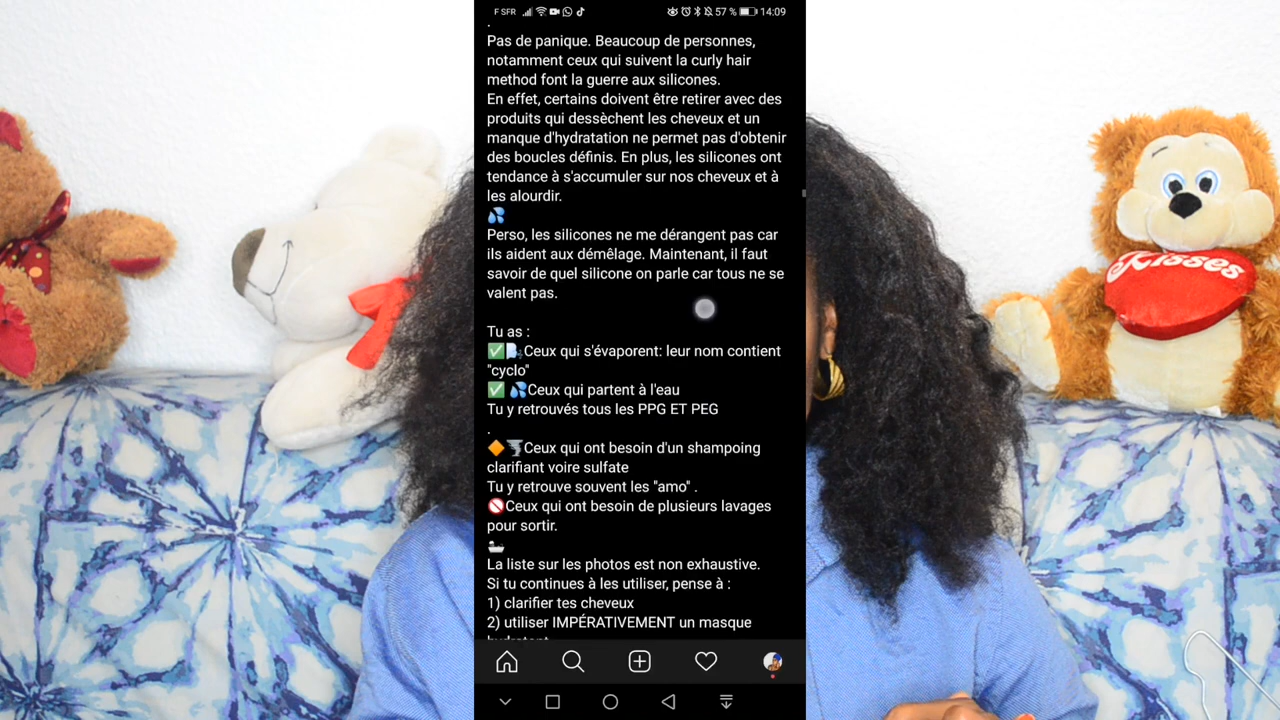 F SFR
57 %
14:09
.
Pas de panique. Beaucoup de personnes,
notamment ceux qui suivent la curly hair
method font la guerre aux silicones.
En effet, certains doivent être retirer avec des
produits qui dessèchent les cheveux et un
manque d'hydratation ne permet pas d'obtenir
des boucles définis. En plus, les silicones ont
tendance à s'accumuler sur nos cheveux et à
les alourdir.
💦
Perso, les silicones ne me dérangent pas car
ils aident aux démêlage. Maintenant, il faut
savoir de quel silicone on parle car tous ne se
valent pas.
Tu as :
✅🌬Ceux qui s'évaporent: leur nom contient
"cyclo"
✅ 💦Ceux qui partent à l'eau
Tu y retrouvés tous les PPG ET PEG
.
🔶🌪Ceux qui ont besoin d'un shampoing
clarifiant voire sulfate
Tu y retrouve souvent les "amo" .
🚫Ceux qui ont besoin de plusieurs lavages
pour sortir.
🛁
La liste sur les photos est non exhaustive.
Si tu continues à les utiliser, pense à :
1) clarifier tes cheveux
2) utiliser IMPÉRATIVEMENT un masque
Kisses